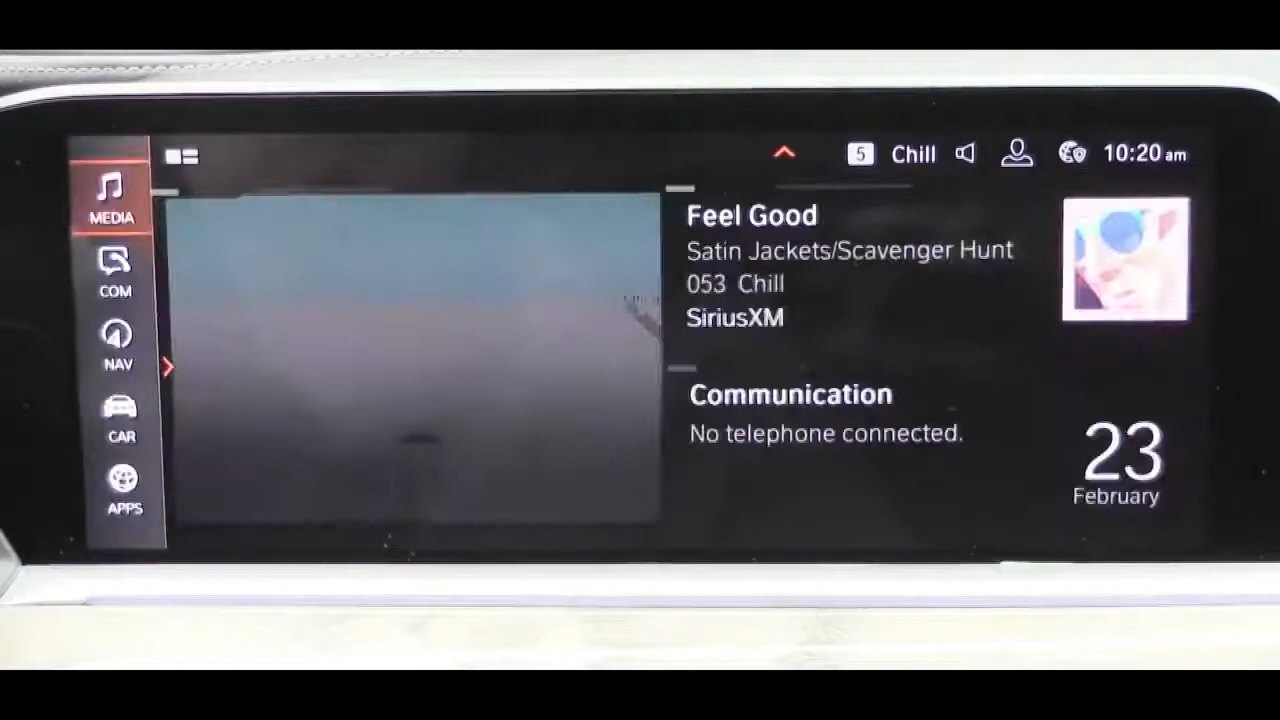 5 Chill 10:20 am
MEDIA
COM
NAV
CAR
APPS
Feel Good
Satin Jackets/Scavenger Hunt
053 Chill
SiriusXM
Communication
No telephone connected.
23
February